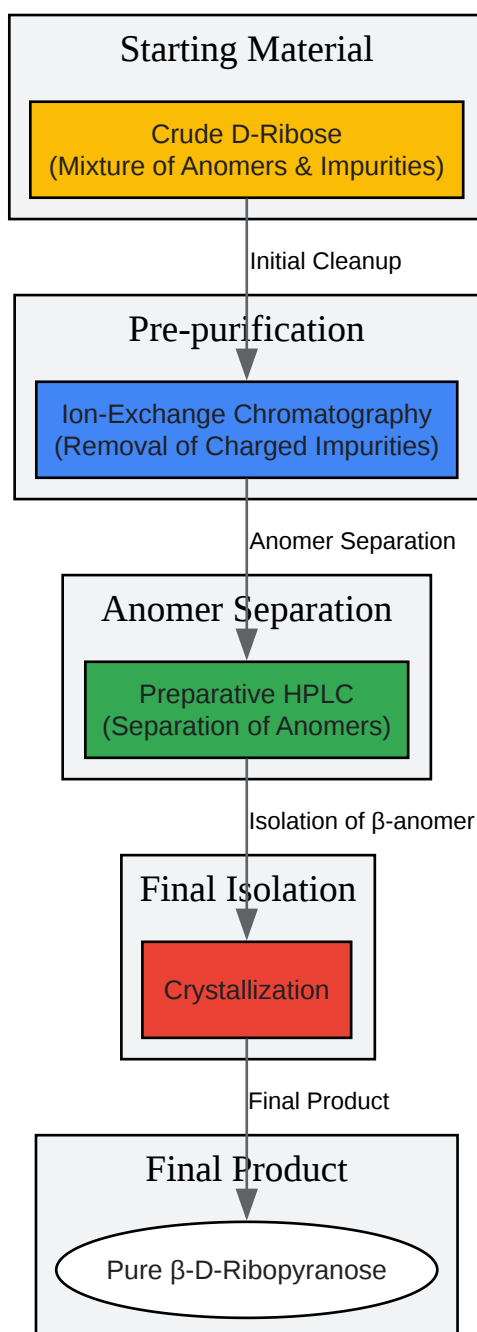 Starting Material
Crude D-Ribose
(Mixture of Anomers & Impurities)
Initial Cleanup
Pre-purification
Ion-Exchange Chromatography
(Removal of Charged Impurities)
Anomer Separation
Anomer Separation
Preparative HPLC
(Separation of Anomers)
Isolation of β-anomer
Final Isolation
Crystallization
Final Product
Final Product
Pure β-D-Ribopyranose